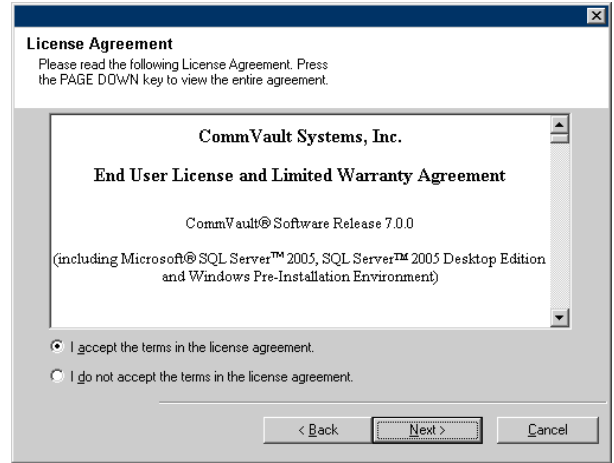 License Agreement
Please read the following License Agreement. Press
the PAGE DOWN key to view the entire agreement.
CommVault Systems, Inc.
End User License and Limited Warranty Agreement
CommVault® Software Release 7.0.0
(including Microsoft® SQL Server™ 2005, SQL Server™ 2005 Desktop Edition
and Windows Pre-Installation Environment)
I accept the terms in the license agreement.
I do not accept the terms in the license agreement.
< Back
Next >
Cancel